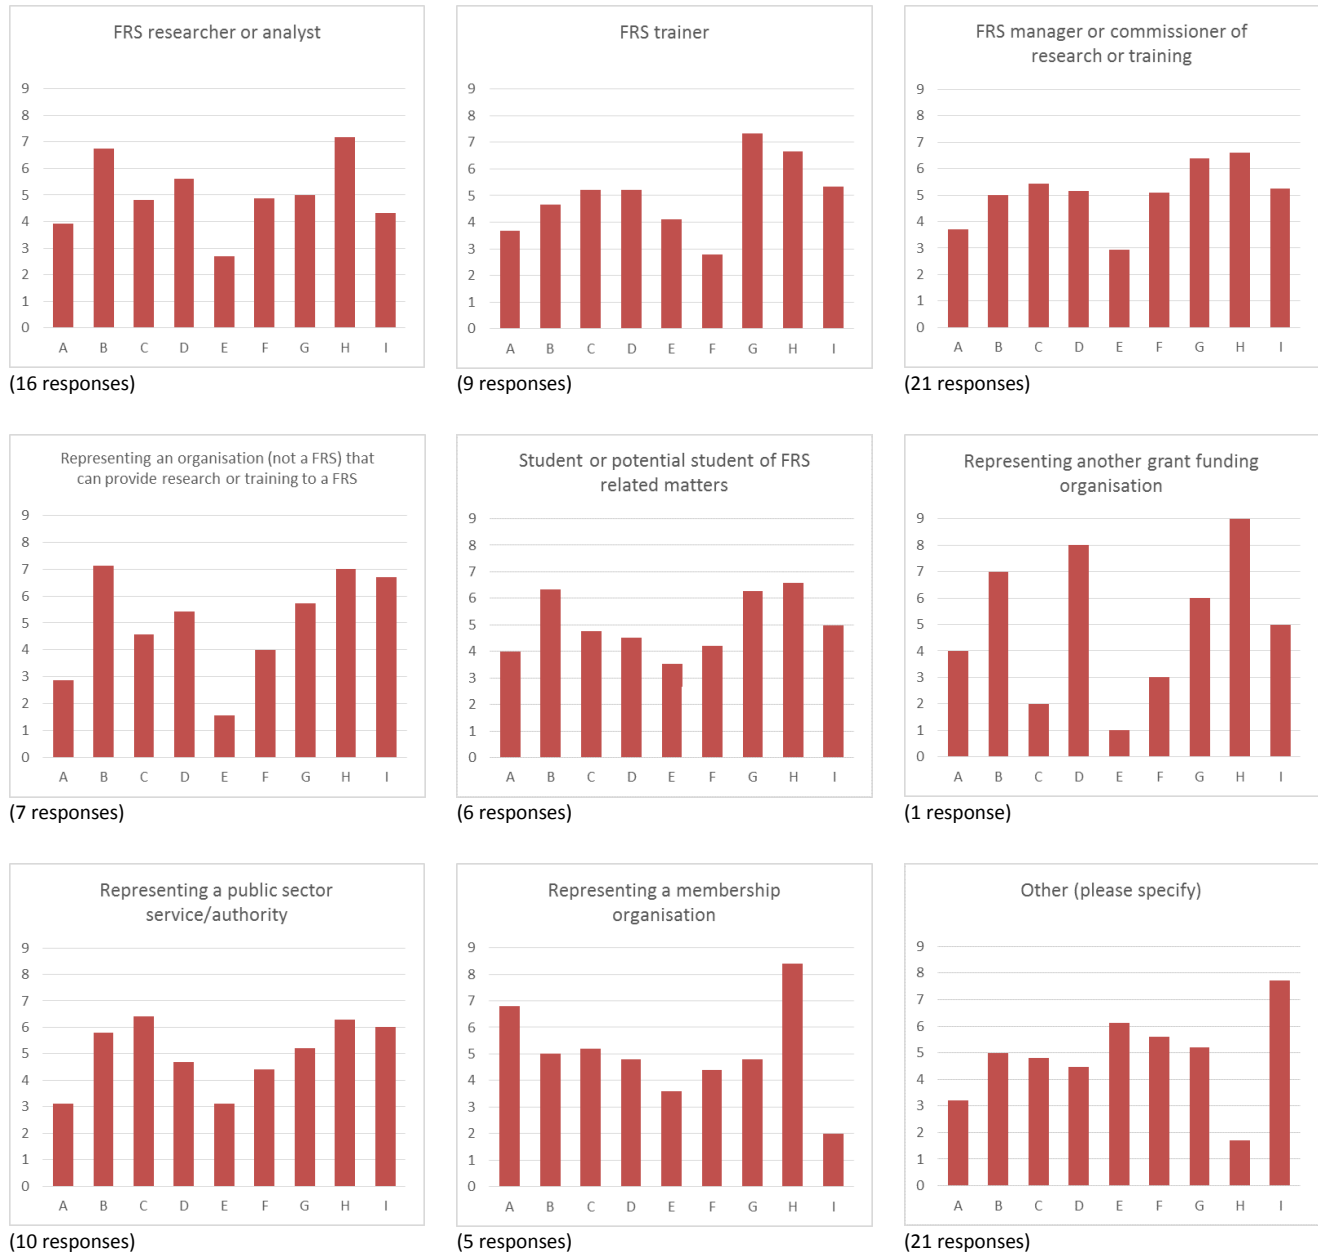 FRS researcher or analyst
9
8
7
6
5
4
3
2
1
0
A B C D E F G H I
(16 responses)
FRS trainer
9
8
7
6
5
4
3
2
1
0
A B C D E F G H I
(9 responses)
FRS manager or commissioner of
research or training
9
8
7
6
5
4
3
2
1
0
A B C D E F G H I
(21 responses)
Representing an organisation (not a FRS) that
can provide research or training to a FRS
9
8
7
6
5
4
3
2
1
0
A B C D E F G H I
(7 responses)
Student or potential student of FRS
related matters
9
8
7
6
5
4
3
2
1
0
A B C D E F G H I
(6 responses)
Representing another grant funding
organisation
9
8
7
6
5
4
3
2
1
0
A B C D E F G H I
(1 response)
Representing a public sector
service/authority
9
8
7
6
5
4
3
2
1
0
A B C D E F G H I
(10 responses)
Representing a membership
organisation
9
8
7
6
5
4
3
2
1
0
A B C D E F G H I
(5 responses)
Other (please specify)
9
8
7
6
5
4
3
2
1
0
A B C D E F G H I
(21 responses)